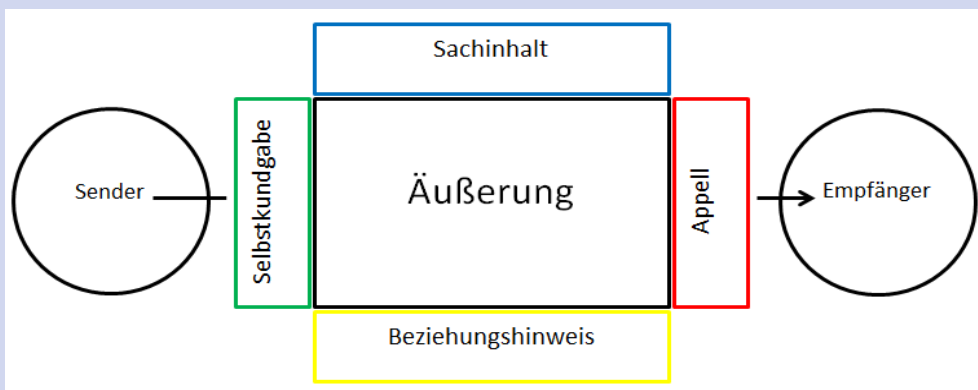 Sachinhalt
Sender
Selbstkundgabe
Äußerung
Appell
Empfänger
Beziehungshinweis